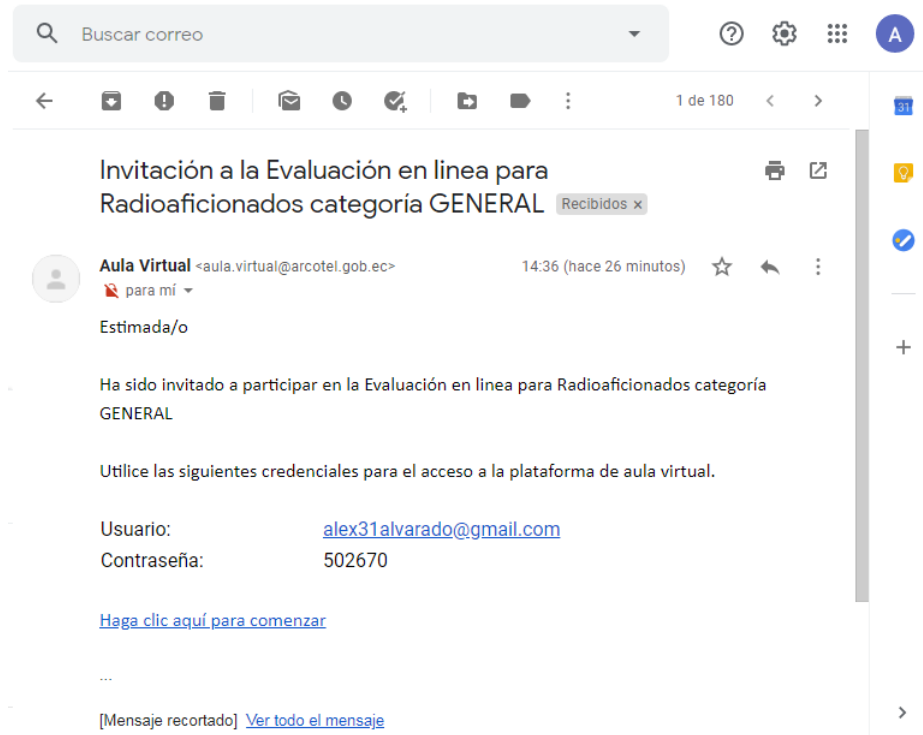 Buscar correo
A
1 de 180
31
Invitación a la Evaluación en linea para
Radioaficionados categoría GENERAL Recibidos x
Aula Virtual <aula.virtual@arcotel.gob.ec> 14:36 (hace 26 minutos)
para mí
Estimada/o
Ha sido invitado a participar en la Evaluación en linea para Radioaficionados categoría
GENERAL
Utilice las siguientes credenciales para el acceso a la plataforma de aula virtual.
Usuario: alex31alvarado@gmail.com
Contraseña: 502670
Haga clic aquí para comenzar
...
[Mensaje recortado] Ver todo el mensaje